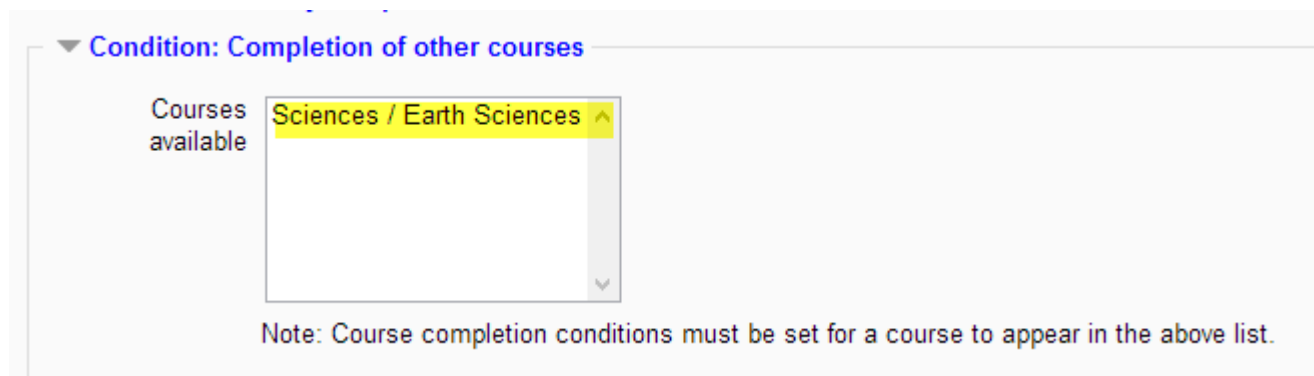 Condition: Completion of other courses
Courses
available
Sciences / Earth Sciences
Note: Course completion conditions must be set for a course to appear in the above list.